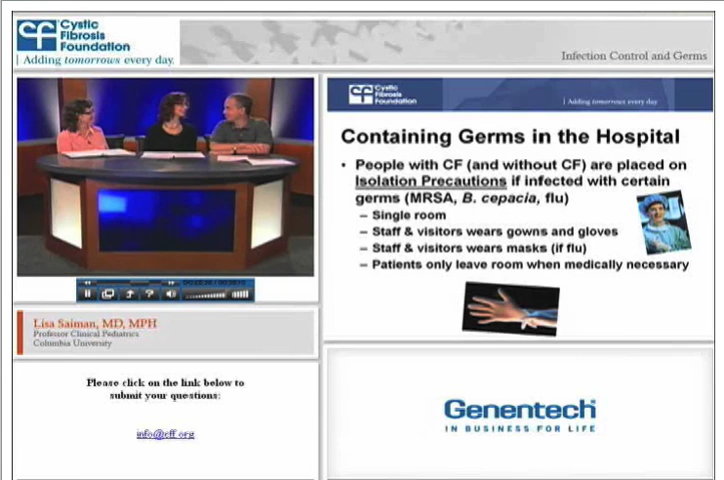 Cystic
Fibrosis
Foundation
Adding tomorrows every day.
Infection Control and Germs
Cystic
Fibrosis
Foundation
Adding tomorrows every day
Containing Germs in the Hospital
• People with CF (and without CF) are placed on
Isolation Precautions if infected with certain
germs (MRSA, B. cepacia, flu)
– Single room
– Staff & visitors wears gowns and gloves
– Staff & visitors wears masks (if flu)
– Patients only leave room when medically necessary
Lisa Saiman, MD, MPH
Professor Clinical Pediatrics
Columbia University
Please click on the link below to
submit your questions:
info@cff.org
Genentech
IN BUSINESS FOR LIFE